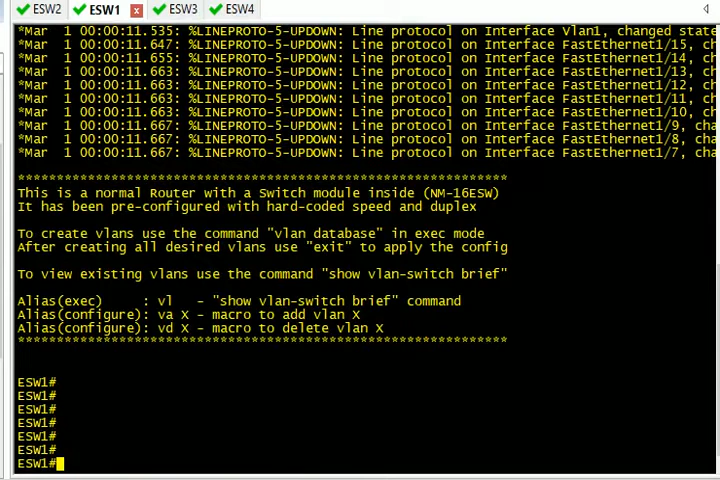 ESW2 ESW1 x ESW3 ESW4
*Mar  1 00:00:11.535: %LINEPROTO-5-UPDOWN: Line protocol on Interface Vlan1, changed state
*Mar  1 00:00:11.647: %LINEPROTO-5-UPDOWN: Line protocol on Interface FastEthernet1/15, ch
*Mar  1 00:00:11.655: %LINEPROTO-5-UPDOWN: Line protocol on Interface FastEthernet1/14, ch
*Mar  1 00:00:11.663: %LINEPROTO-5-UPDOWN: Line protocol on Interface FastEthernet1/13, ch
*Mar  1 00:00:11.663: %LINEPROTO-5-UPDOWN: Line protocol on Interface FastEthernet1/12, ch
*Mar  1 00:00:11.663: %LINEPROTO-5-UPDOWN: Line protocol on Interface FastEthernet1/11, ch
*Mar  1 00:00:11.663: %LINEPROTO-5-UPDOWN: Line protocol on Interface FastEthernet1/10, ch
*Mar  1 00:00:11.667: %LINEPROTO-5-UPDOWN: Line protocol on Interface FastEthernet1/9, cha
*Mar  1 00:00:11.667: %LINEPROTO-5-UPDOWN: Line protocol on Interface FastEthernet1/8, cha
*Mar  1 00:00:11.667: %LINEPROTO-5-UPDOWN: Line protocol on Interface FastEthernet1/7, cha
***************************************************************
This is a normal Router with a Switch module inside (NM-16ESW)
It has been pre-configured with hard-coded speed and duplex
To create vlans use the command "vlan database" in exec mode
After creating all desired vlans use "exit" to apply the config
To view existing vlans use the command "show vlan-switch brief"
Alias(exec)     : vl   - "show vlan-switch brief" command
Alias(configure): va X - macro to add vlan X
Alias(configure): vd X - macro to delete vlan X
***************************************************************
ESW1#
ESW1#
ESW1#
ESW1#
ESW1#
ESW1#
ESW1#